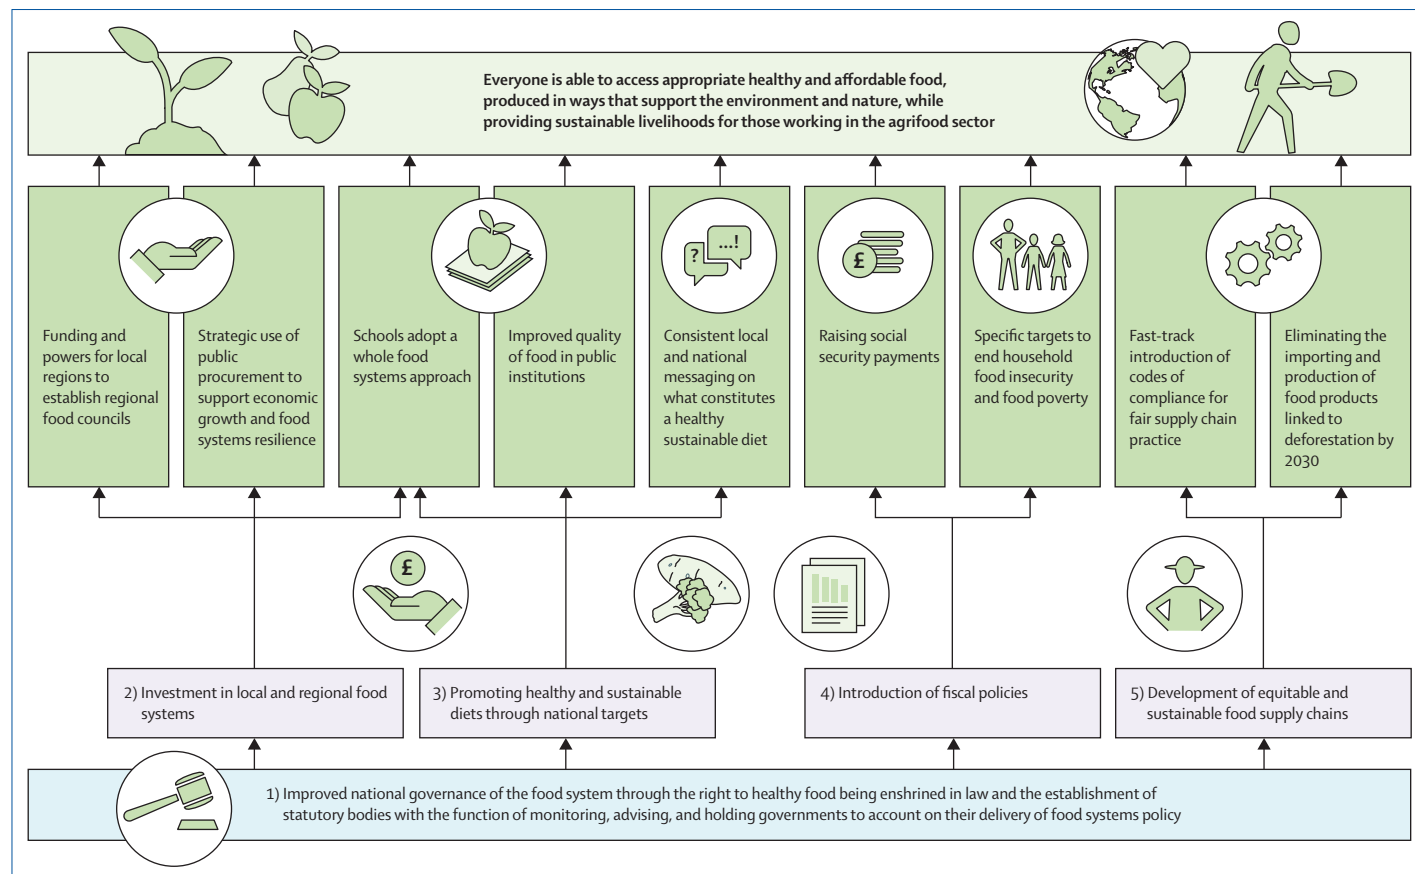 Everyone is able to access appropriate healthy and affordable food,
produced in ways that support the environment and nature, while
providing sustainable livelihoods for those working in the agrifood sector
Funding and
powers for local
regions to
establish regional
food councils
Strategic use of
public
procurement to
support economic
growth and food
systems resilience
Schools adopt a
whole food
systems approach
Improved quality
of food in public
institutions
?
...!
Consistent local
and national
messaging on
what constitutes
a healthy
sustainable diet
£
Raising social
security payments
Specific targets to
end household
food insecurity
and food poverty
Fast-track
introduction of
codes of
compliance for
fair supply chain
practice
Eliminating the
importing and
production of
food products
linked to
deforestation by
2030
£
2) Investment in local and regional food
systems
3) Promoting healthy and sustainable
diets through national targets
4) Introduction of fiscal policies
5) Development of equitable and
sustainable food supply chains
1) Improved national governance of the food system through the right to healthy food being enshrined in law and the establishment of
statutory bodies with the function of monitoring, advising, and holding governments to account on their delivery of food systems policy